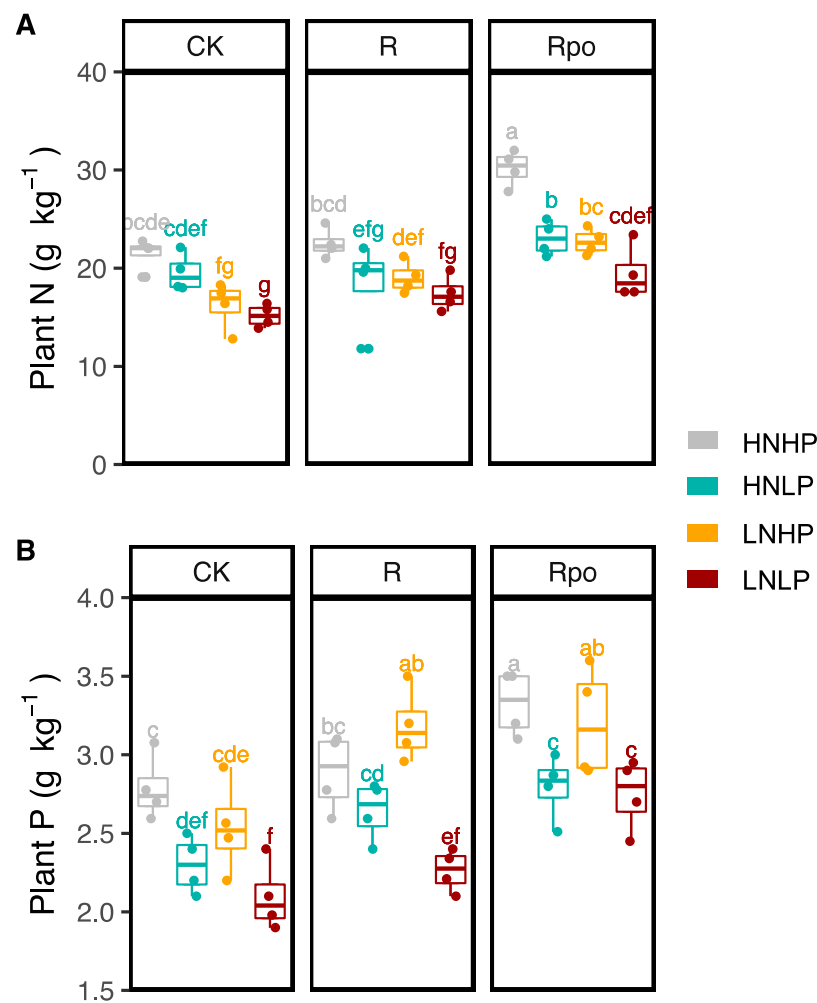 A
CK R Rpo
Plant N (g kg⁻¹)
40
30
20
10
0
bcde cdef fg g
bcd efg def fg
a b bc cdef
HNHP
HNLP
LNHP
LNLP
B
CK R Rpo
Plant P (g kg⁻¹)
4.0
3.5
3.0
2.5
2.0
1.5
c def cde f
bc cd ab ef
a c ab c